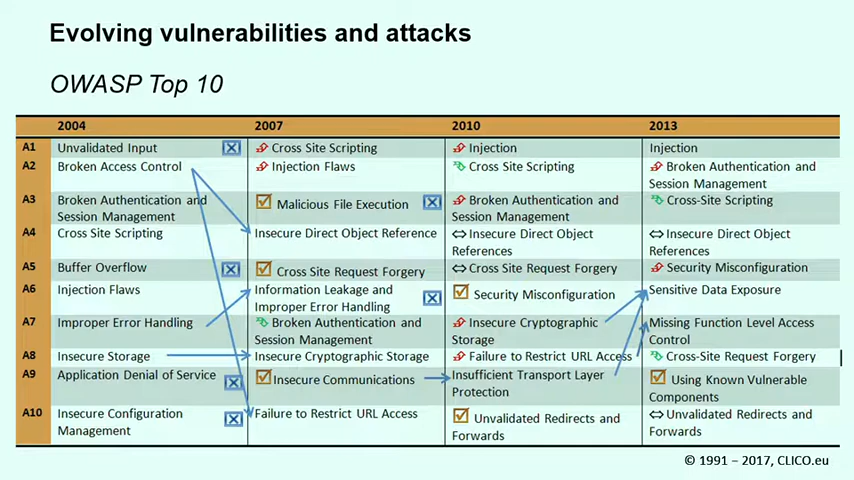 Evolving vulnerabilities and attacks
OWASP Top 10
2004 2007 2010 2013
A1 Unvalidated Input Cross Site Scripting Injection Injection
A2 Broken Access Control Injection Flaws Cross Site Scripting Broken Authentication and
Session Management
A3 Broken Authentication and Malicious File Execution Broken Authentication and Cross-Site Scripting
Session Management Session Management
A4 Cross Site Scripting Insecure Direct Object Reference Insecure Direct Object Insecure Direct Object
References References
A5 Buffer Overflow Cross Site Request Forgery Cross Site Request Forgery Security Misconfiguration
A6 Injection Flaws Information Leakage and Security Misconfiguration Sensitive Data Exposure
Improper Error Handling
A7 Improper Error Handling Broken Authentication and Insecure Cryptographic Missing Function Level Access
Session Management Storage Control
A8 Insecure Storage Insecure Cryptographic Storage Failure to Restrict URL Access Cross-Site Request Forgery
A9 Application Denial of Service Insecure Communications Insufficient Transport Layer Using Known Vulnerable
Protection Components
A10 Insecure Configuration Failure to Restrict URL Access Unvalidated Redirects and Unvalidated Redirects and
Management Forwards Forwards
© 1991 – 2017, CLICO.eu